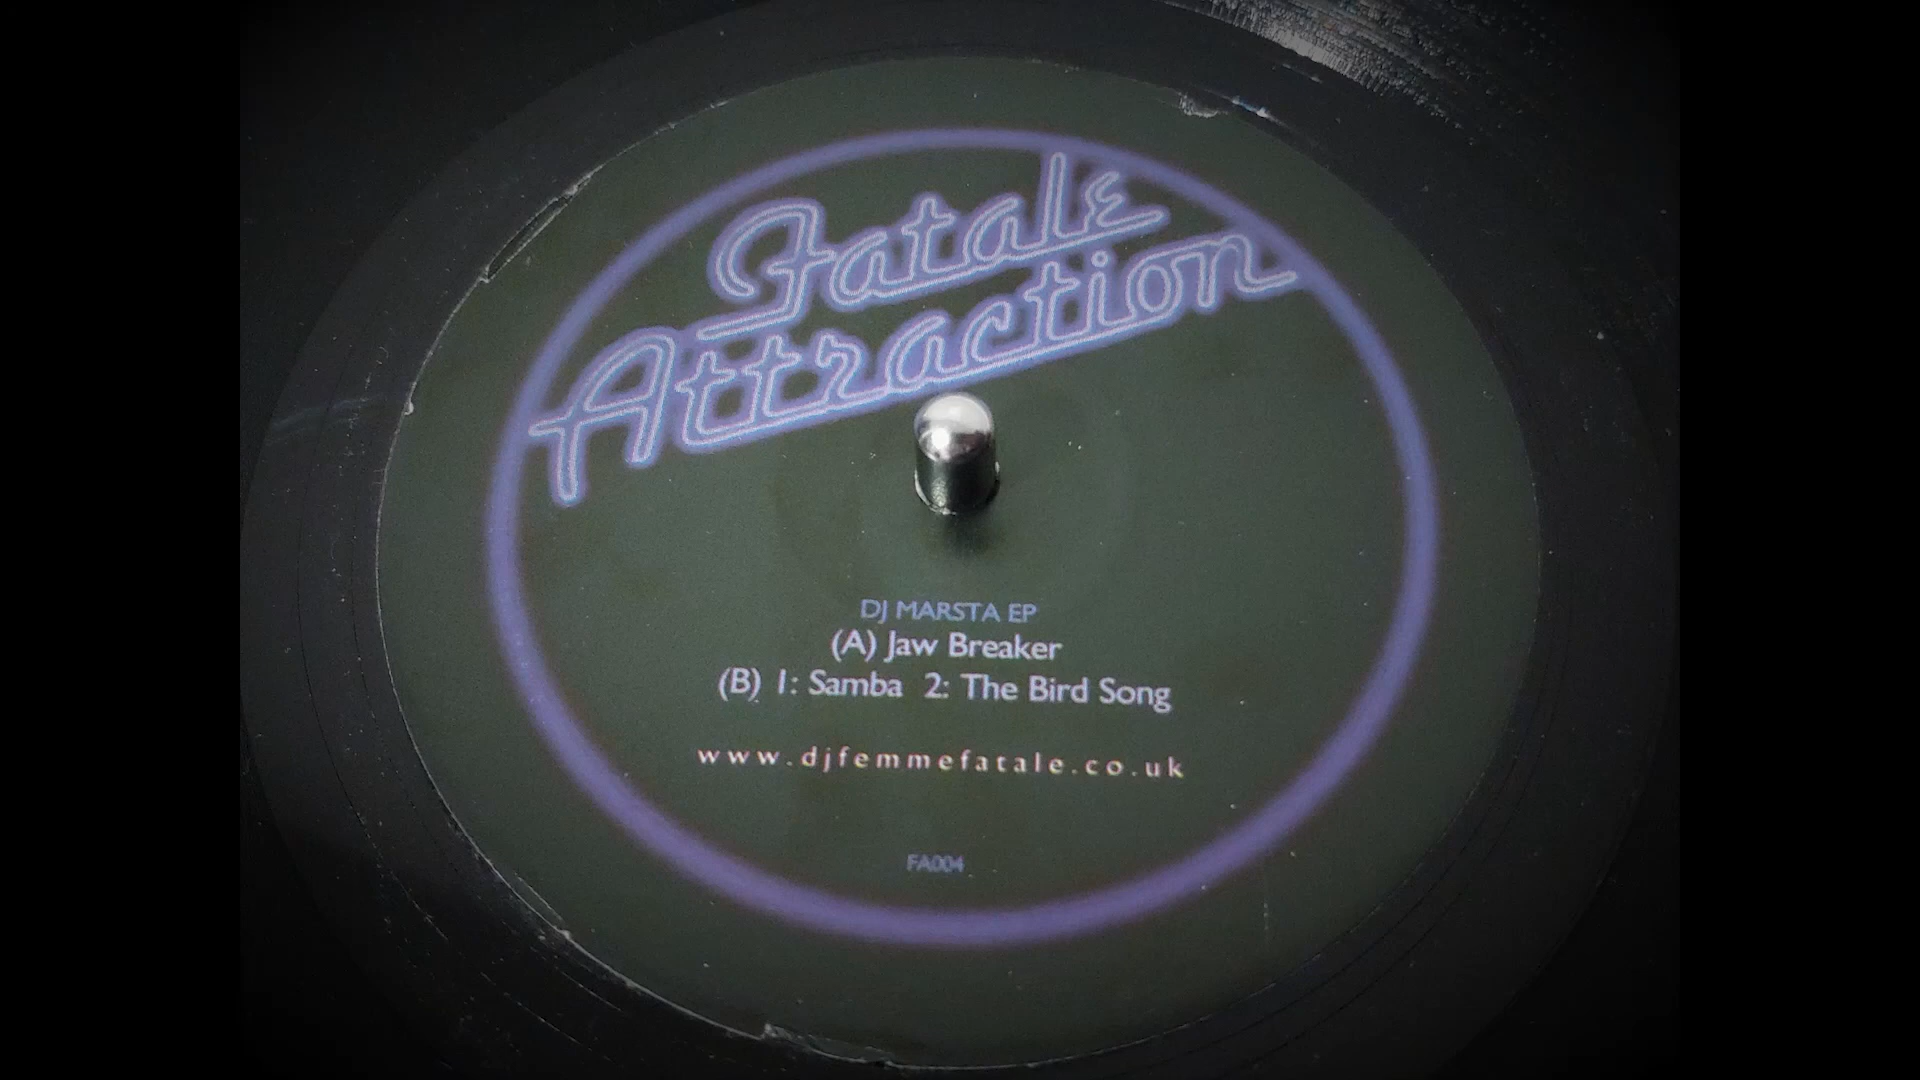 Fatale
Attraction
DJ MARSTA EP
(A) Jaw Breaker
(B) 1: Samba 2: The Bird Song
www.djfemmefatale.co.uk
FA004